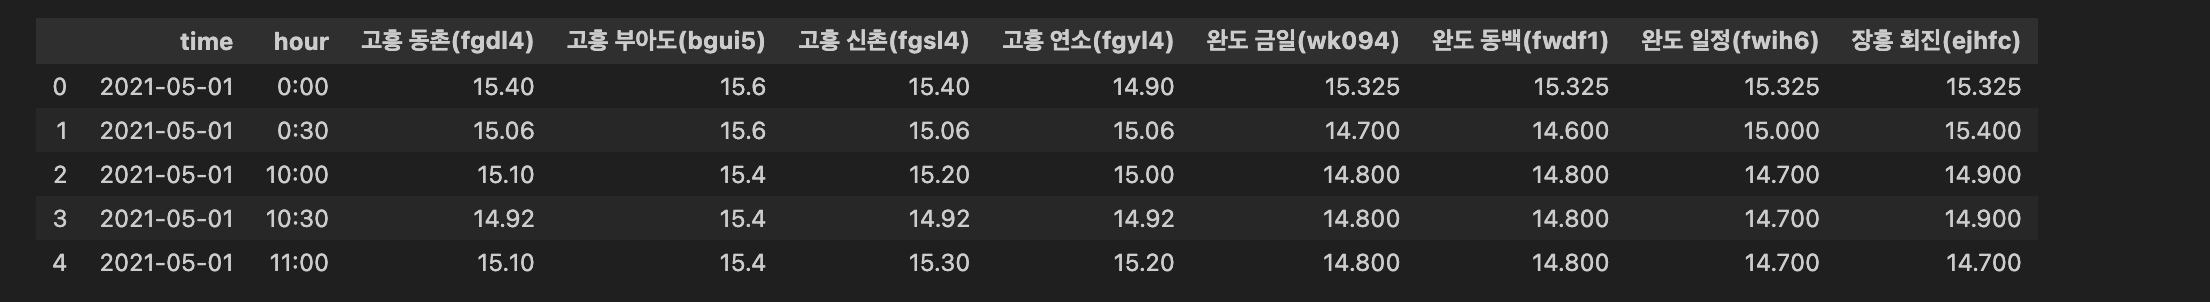 time hour 고흥 동촌(fgdl4) 고흥 부아도(bgui5) 고흥 신촌(fgsl4) 고흥 연소(fgyl4) 완도 금일(wk094) 완도 동백(fwdf1) 완도 일정(fwih6) 장흥 회진(ejhfc)
0 2021-05-01 0:00 15.40 15.6 15.40 14.90 15.325 15.325 15.325 15.325
1 2021-05-01 0:30 15.06 15.6 15.06 15.06 14.700 14.600 15.000 15.400
2 2021-05-01 10:00 15.10 15.4 15.20 15.00 14.800 14.800 14.700 14.900
3 2021-05-01 10:30 14.92 15.4 14.92 14.92 14.800 14.800 14.700 14.900
4 2021-05-01 11:00 15.10 15.4 15.30 15.20 14.800 14.800 14.700 14.700